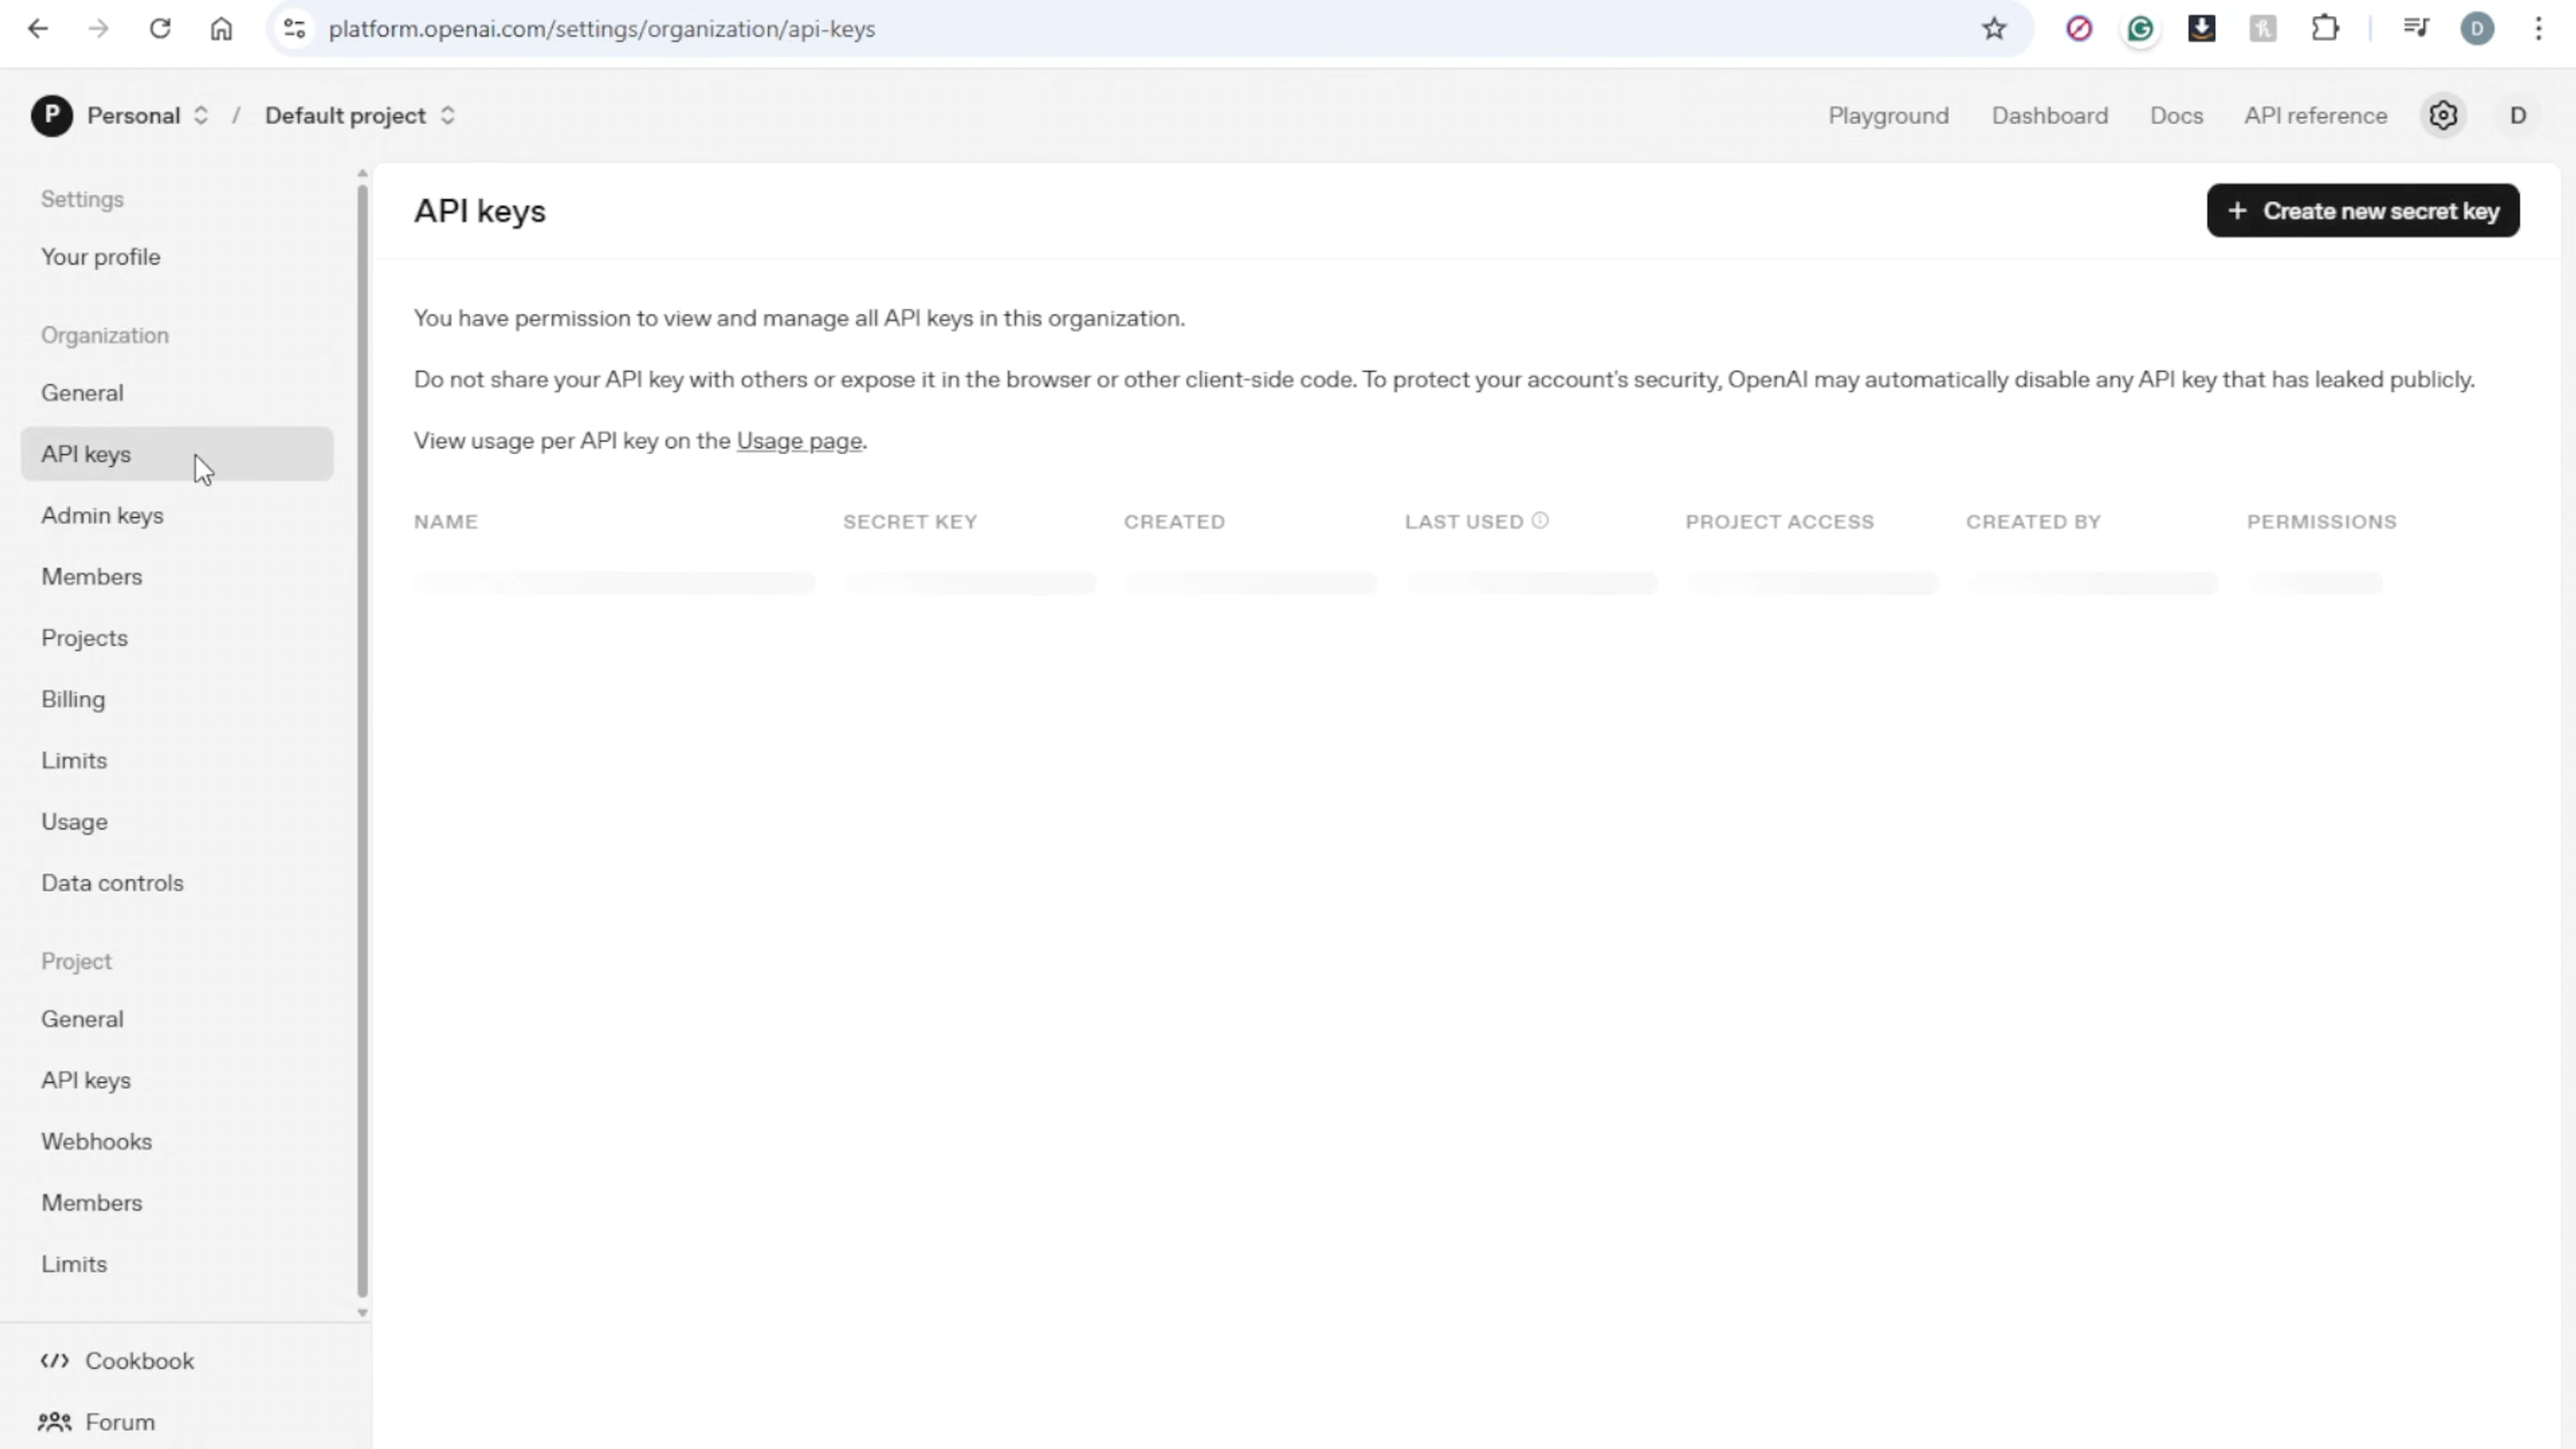 platform.openai.com/settings/organization/api-keys
D
P Personal / Default project
Playground Dashboard Docs API reference D
Settings
Your profile
Organization
General
API keys
Admin keys
Members
Projects
Billing
Limits
Usage
Data controls
Project
General
API keys
Webhooks
Members
Limits
Cookbook
Forum
API keys
+ Create new secret key
You have permission to view and manage all API keys in this organization.
Do not share your API key with others or expose it in the browser or other client-side code. To protect your account's security, OpenAI may automatically disable any API key that has leaked publicly.
View usage per API key on the Usage page.
NAME SECRET KEY CREATED LAST USED PROJECT ACCESS CREATED BY PERMISSIONS